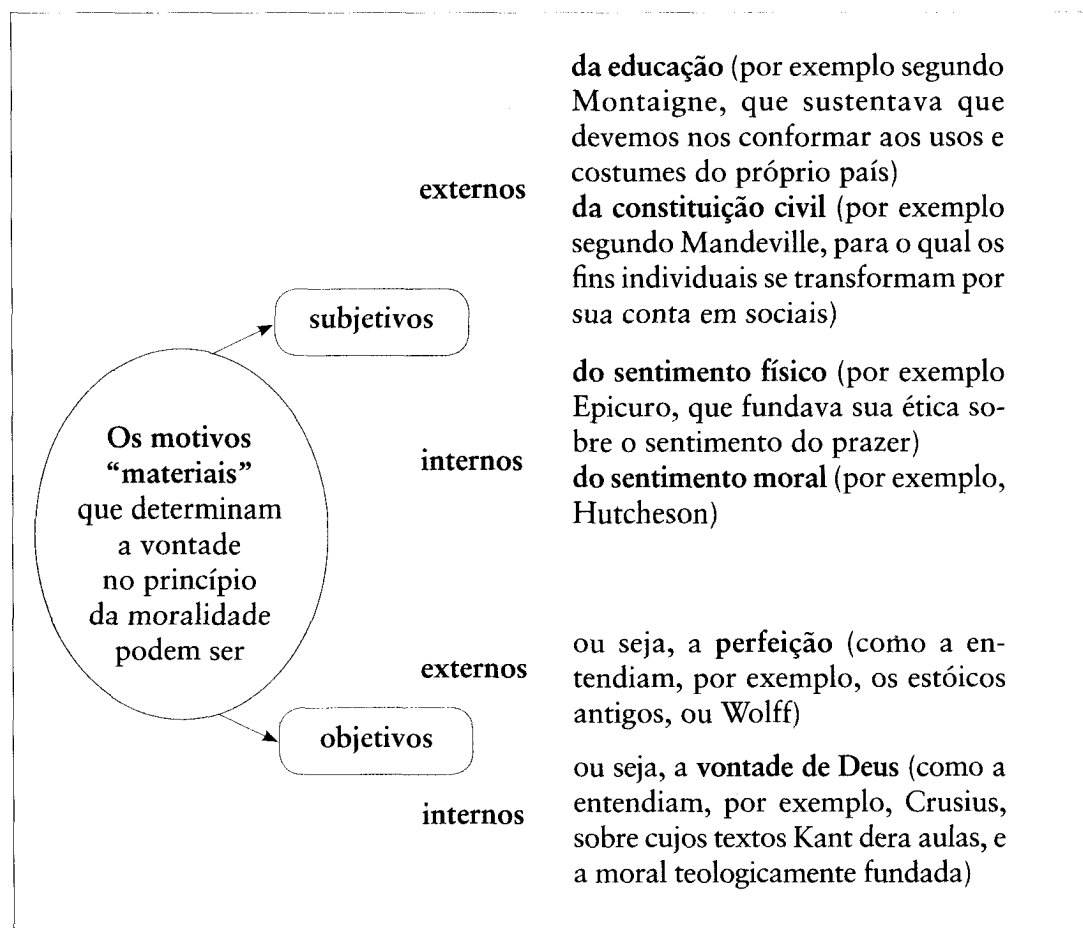 da educação (por exemplo segundo
Montaigne, que sustentava que
devemos nos conformar aos usos e
costumes do próprio país)
externos
da constituição civil (por exemplo
segundo Mandeville, para o qual os
fins individuais se transformam por
sua conta em sociais)
subjetivos
do sentimento físico (por exemplo
Epicuro, que fundava sua ética so-
bre o sentimento do prazer)
internos
do sentimento moral (por exemplo,
Hutcheson)
Os motivos
“materiais”
que determinam
a vontade
no princípio
da moralidade
podem ser
ou seja, a perfeição (como a en-
tendiam, por exemplo, os estóicos
antigos, ou Wolff)
externos
objetivos
ou seja, a vontade de Deus (como a
entendiam, por exemplo, Crusius,
sobre cujos textos Kant dera aulas, e
a moral teologicamente fundada)
internos